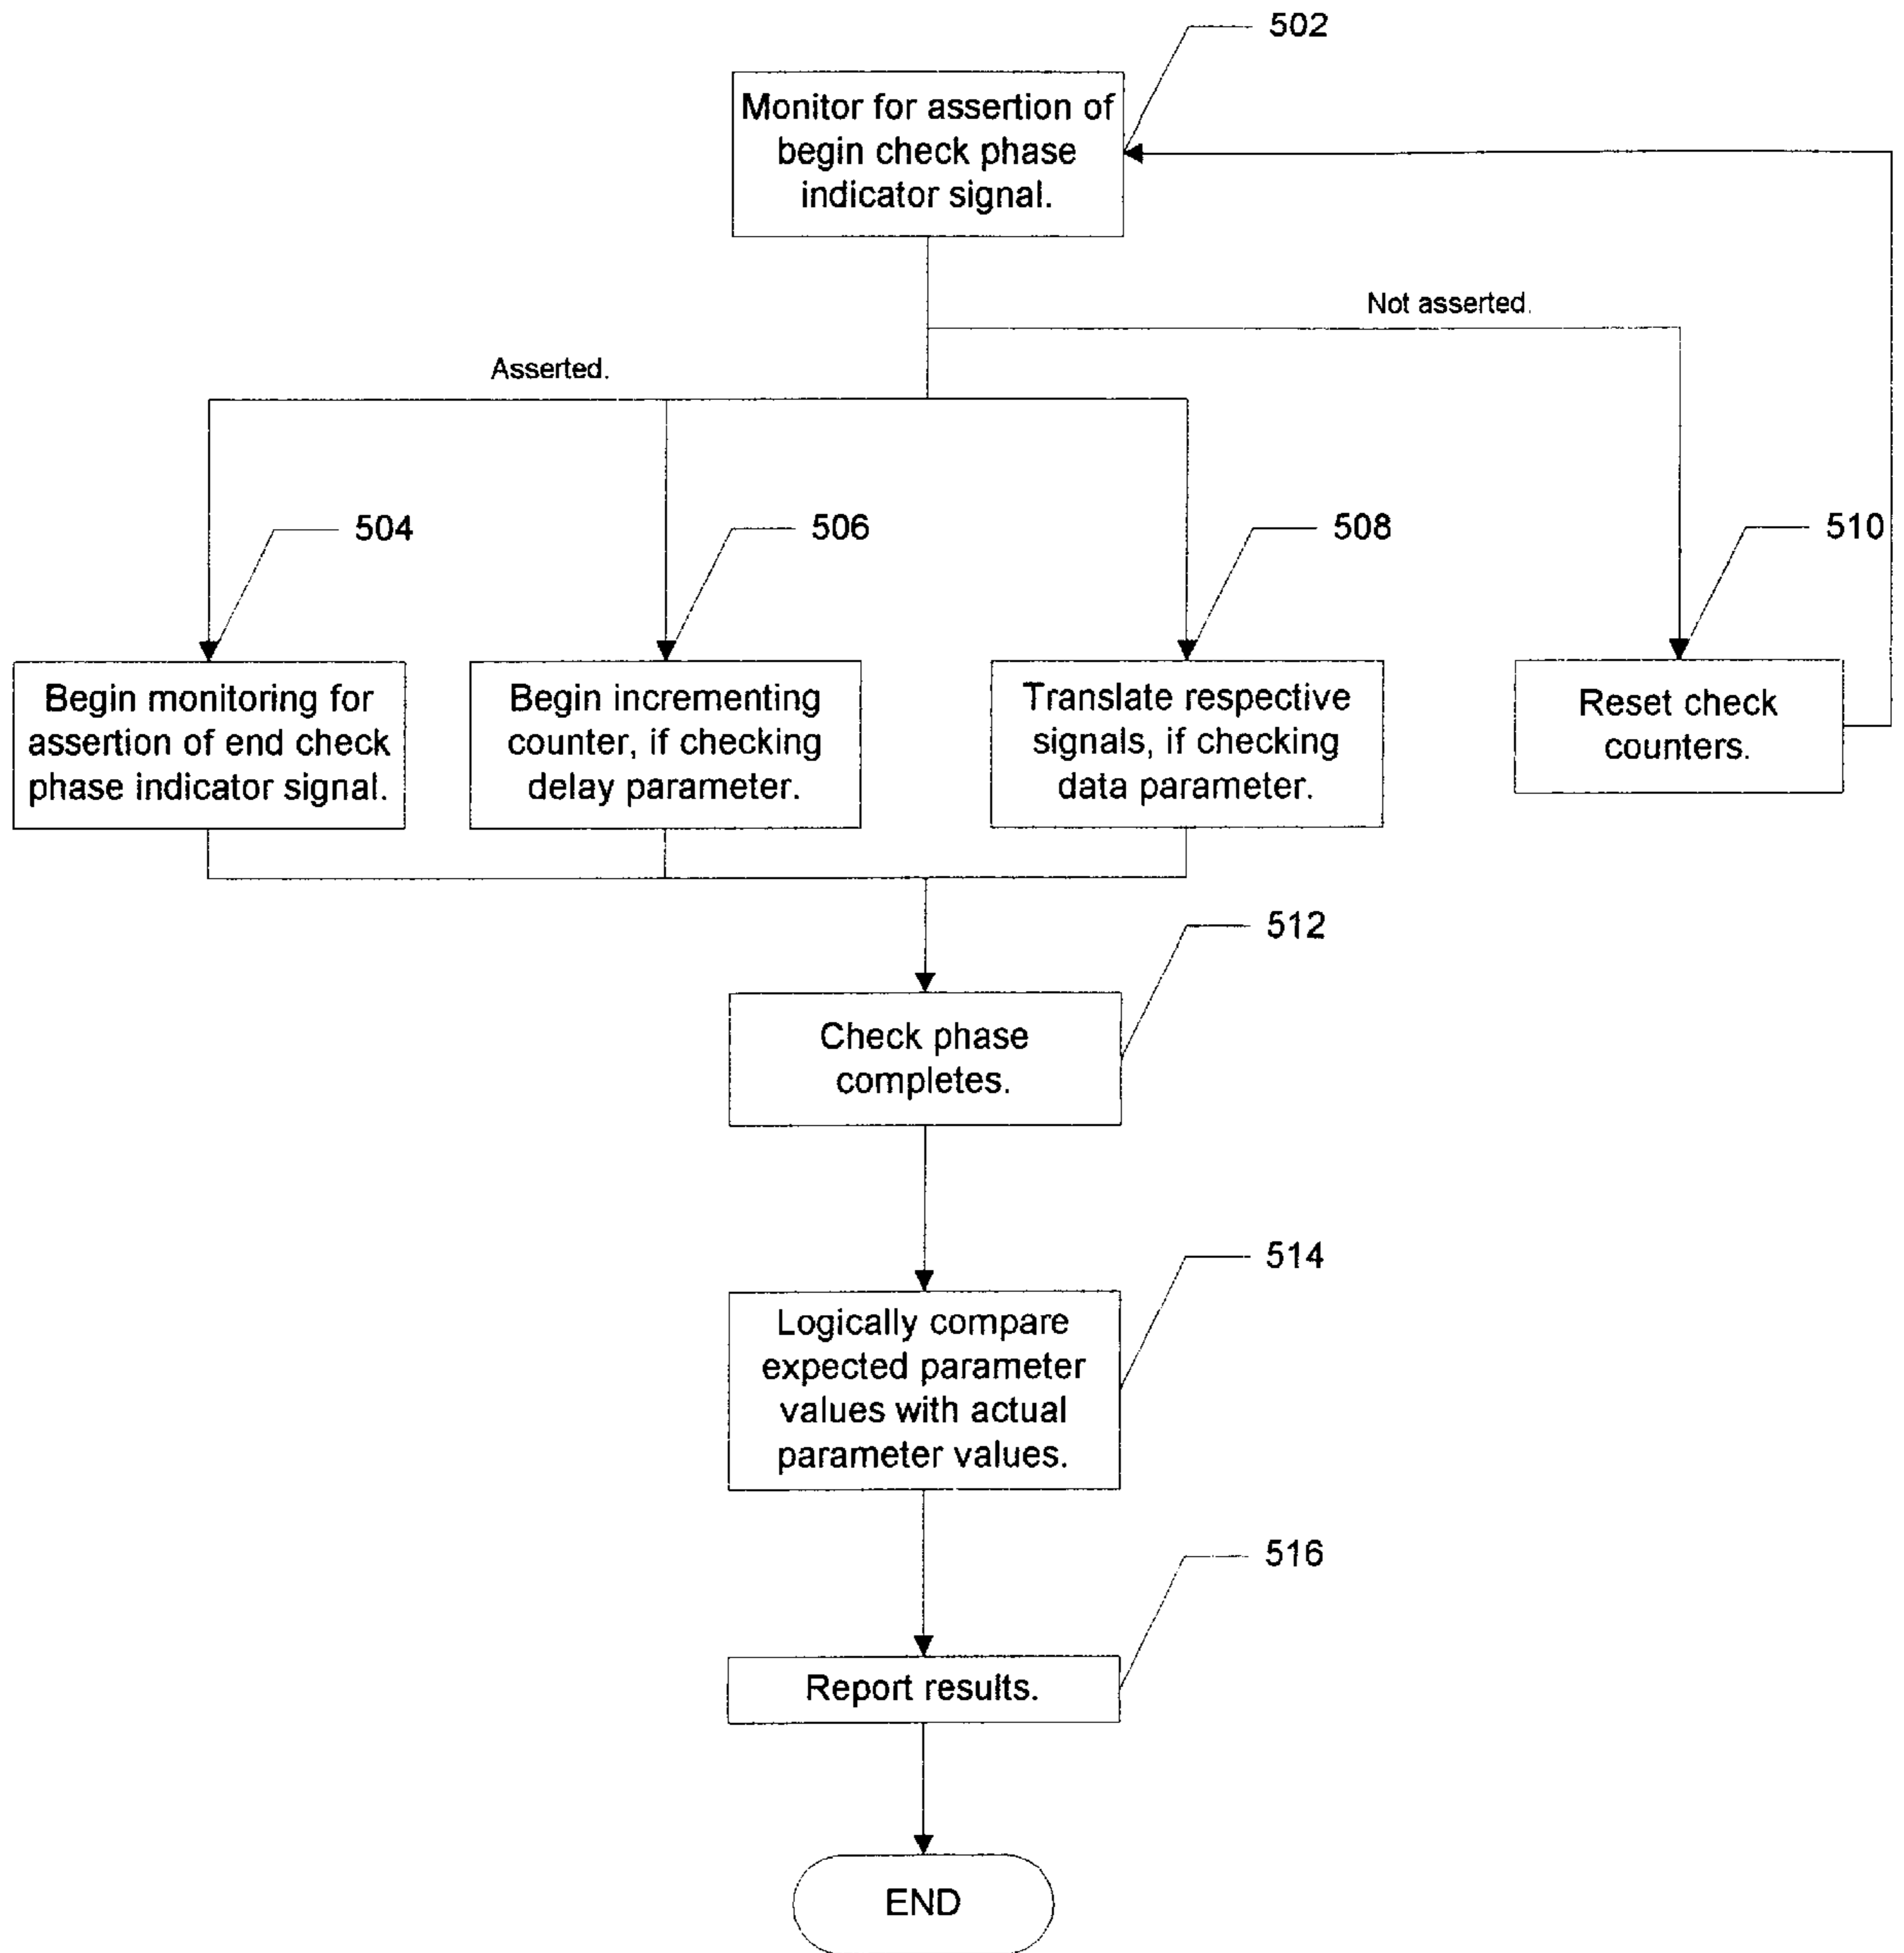 502
Monitor for assertion of
begin check phase
indicator signal.
Not asserted.
Asserted.
504
506
508
510
Begin monitoring for
assertion of end check
phase indicator signal.
Begin incrementing
counter, if checking
delay parameter.
Translate respective
signals, if checking
data parameter.
Reset check
counters.
512
Check phase
completes.
514
Logically compare
expected parameter
values with actual
parameter values.
516
Report results.
END